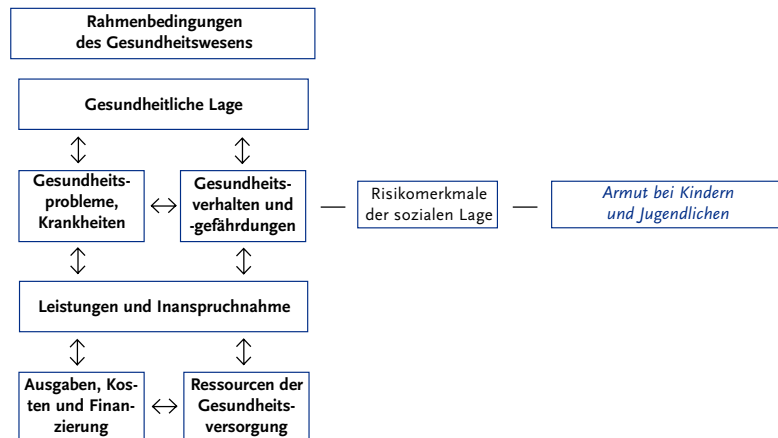 Rahmenbedingungen
des Gesundheitswesens
Gesundheitliche Lage
Gesundheits-
probleme,
Krankheiten
Gesundheits-
verhalten und
-gefährdungen
Risikomerkmale
der sozialen Lage
Armut bei Kindern
und Jugendlichen
Leistungen und Inanspruchnahme
Ausgaben, Kos-
ten und Finan-
zierung
Ressourcen der
Gesundheits-
versorgung